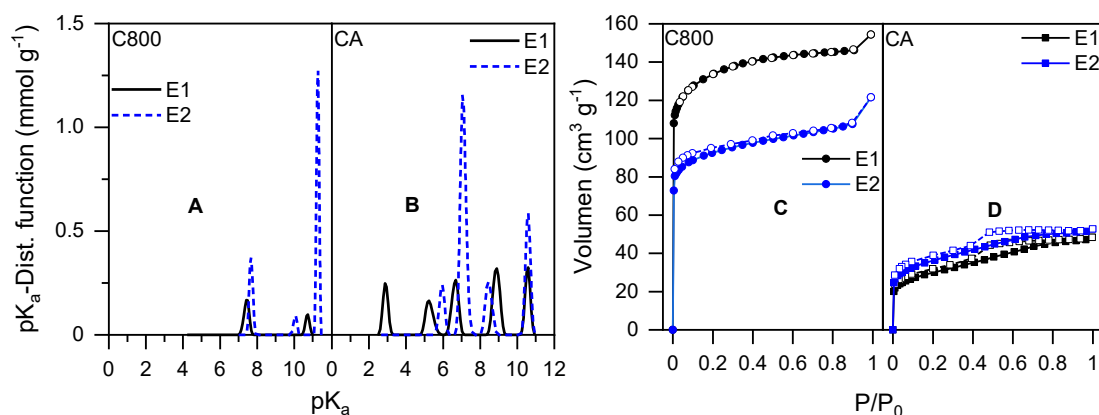 pKa-Dist. function (mmol g-1)
1.5
1.0
0.5
0
C800
E1
E2
A
CA
E1
E2
B
0 2 4 6 8 10 0 2 4 6 8 10 12
pKa
Volumen (cm3 g-1)
160
140
120
100
80
60
40
20
0
C800
E1
E2
C
CA
E1
E2
D
0 0.2 0.4 0.6 0.8 1 0 0.2 0.4 0.6 0.8 1
P/P0